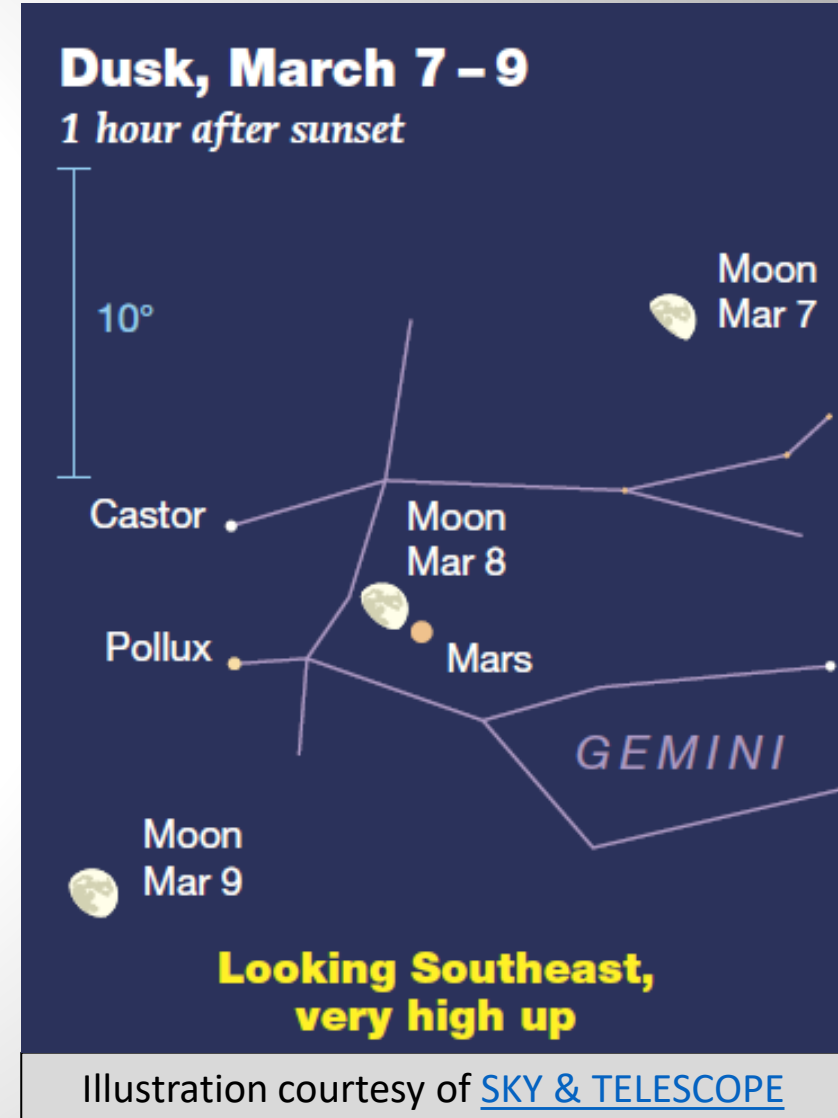 Dusk, March 7 – 9
1 hour after sunset
10°
Moon
Mar 7
Castor
Moon
Mar 8
Pollux
Mars
GEMINI
Moon
Mar 9
Looking Southeast,
very high up
Illustration courtesy of SKY & TELESCOPE